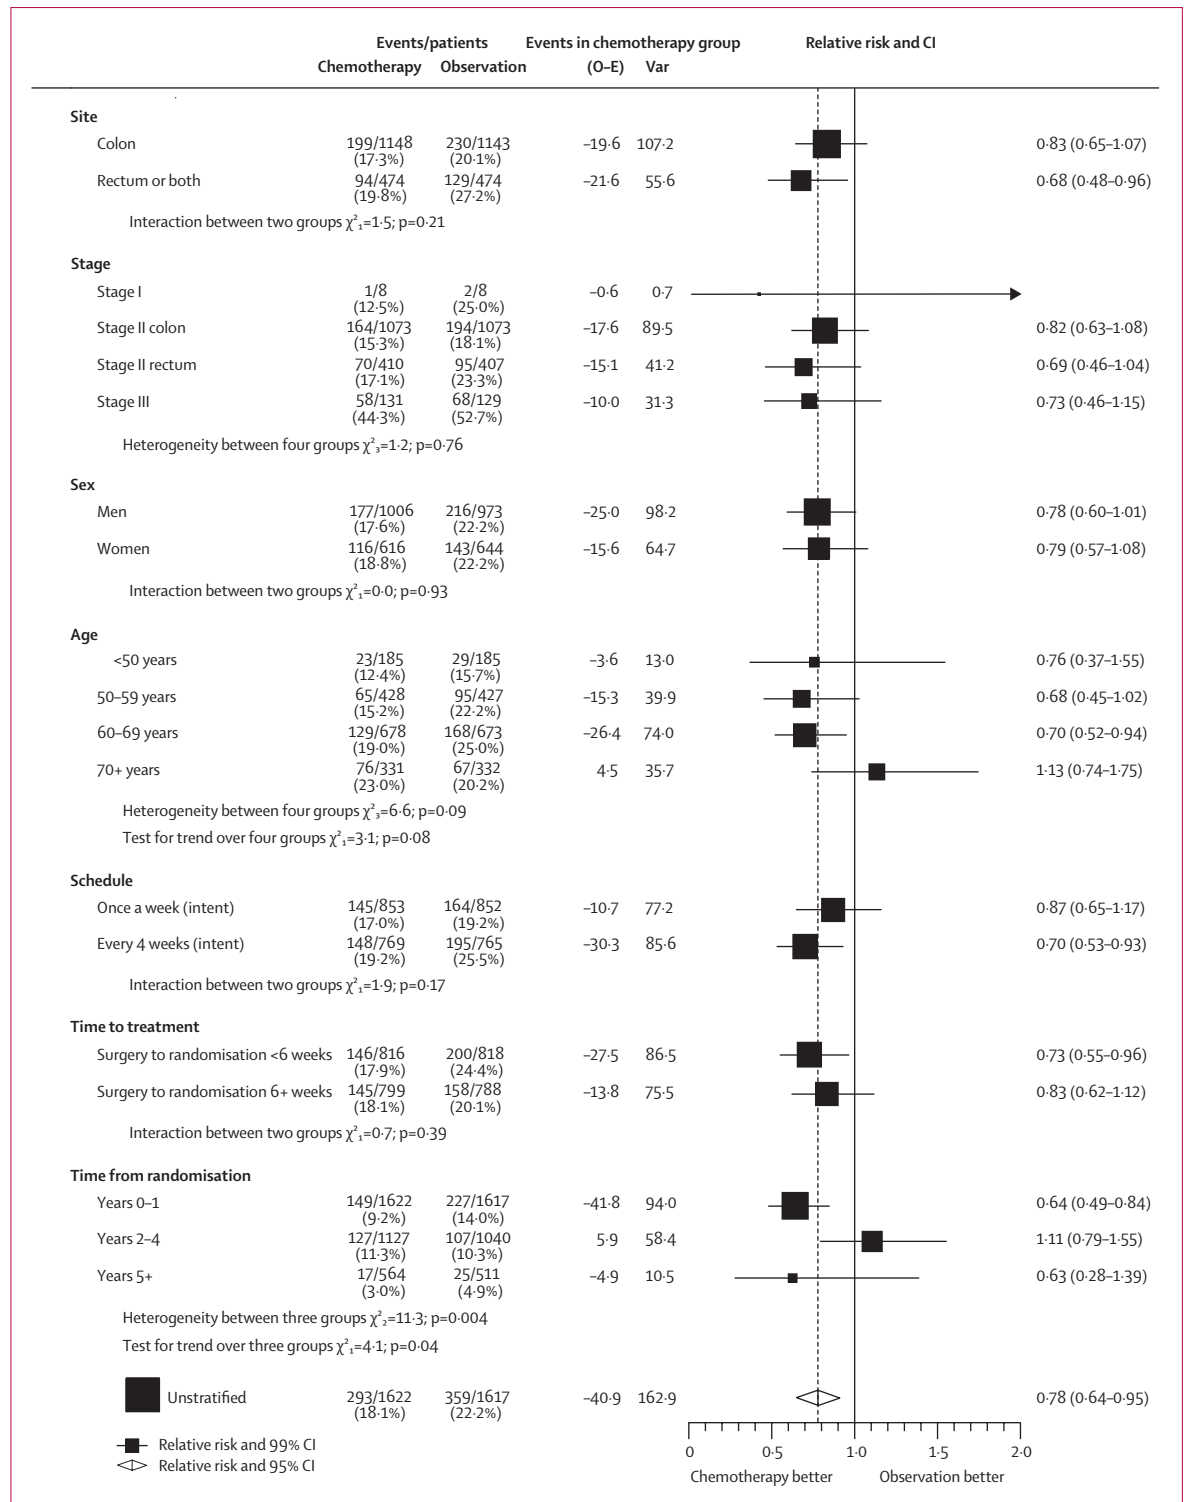 Events/patients Events in chemotherapy group Relative risk and CI
Chemotherapy Observation (O–E) Var
Site
Colon 199/1148 230/1143 –19·6 107·2 0·83 (0·65–1·07)
(17·3%) (20·1%)
Rectum or both 94/474 129/474 –21·6 55·6 0·68 (0·48–0·96)
(19·8%) (27·2%)
Interaction between two groups χ²₁=1·5; p=0·21
Stage
Stage I 1/8 2/8 –0·6 0·7
(12·5%) (25·0%)
Stage II colon 164/1073 194/1073 –17·6 89·5 0·82 (0·63–1·08)
(15·3%) (18·1%)
Stage II rectum 70/410 95/407 –15·1 41·2 0·69 (0·46–1·04)
(17·1%) (23·3%)
Stage III 58/131 68/129 –10·0 31·3 0·73 (0·46–1·15)
(44·3%) (52·7%)
Heterogeneity between four groups χ²₃=1·2; p=0·76
Sex
Men 177/1006 216/973 –25·0 98·2 0·78 (0·60–1·01)
(17·6%) (22·2%)
Women 116/616 143/644 –15·6 64·7 0·79 (0·57–1·08)
(18·8%) (22·2%)
Interaction between two groups χ²₁=0·0; p=0·93
Age
<50 years 23/185 29/185 –3·6 13·0 0·76 (0·37–1·55)
(12·4%) (15·7%)
50–59 years 65/428 95/427 –15·3 39·9 0·68 (0·45–1·02)
(15·2%) (22·2%)
60–69 years 129/678 168/673 –26·4 74·0 0·70 (0·52–0·94)
(19·0%) (25·0%)
70+ years 76/331 67/332 4·5 35·7 1·13 (0·74–1·75)
(23·0%) (20·2%)
Heterogeneity between four groups χ²₃=6·6; p=0·09
Test for trend over four groups χ²₁=3·1; p=0·08
Schedule
Once a week (intent) 145/853 164/852 –10·7 77·2 0·87 (0·65–1·17)
(17·0%) (19·2%)
Every 4 weeks (intent) 148/769 195/765 –30·3 85·6 0·70 (0·53–0·93)
(19·2%) (25·5%)
Interaction between two groups χ²₁=1·9; p=0·17
Time to treatment
Surgery to randomisation <6 weeks 146/816 200/818 –27·5 86·5 0·73 (0·55–0·96)
(17·9%) (24·4%)
Surgery to randomisation 6+ weeks 145/799 158/788 –13·8 75·5 0·83 (0·62–1·12)
(18·1%) (20·1%)
Interaction between two groups χ²₁=0·7; p=0·39
Time from randomisation
Years 0–1 149/1622 227/1617 –41·8 94·0 0·64 (0·49–0·84)
(9·2%) (14·0%)
Years 2–4 127/1127 107/1040 5·9 58·4 1·11 (0·79–1·55)
(11·3%) (10·3%)
Years 5+ 17/564 25/511 –4·9 10·5 0·63 (0·28–1·39)
(3·0%) (4·9%)
Heterogeneity between three groups χ²₂=11·3; p=0·004
Test for trend over three groups χ²₁=4·1; p=0·04
Unstratified 293/1622 359/1617 –40·9 162·9 0·78 (0·64–0·95)
(18·1%) (22·2%)
Relative risk and 99% CI
Relative risk and 95% CI
0 0·5 1·0 1·5 2·0
Chemotherapy better Observation better